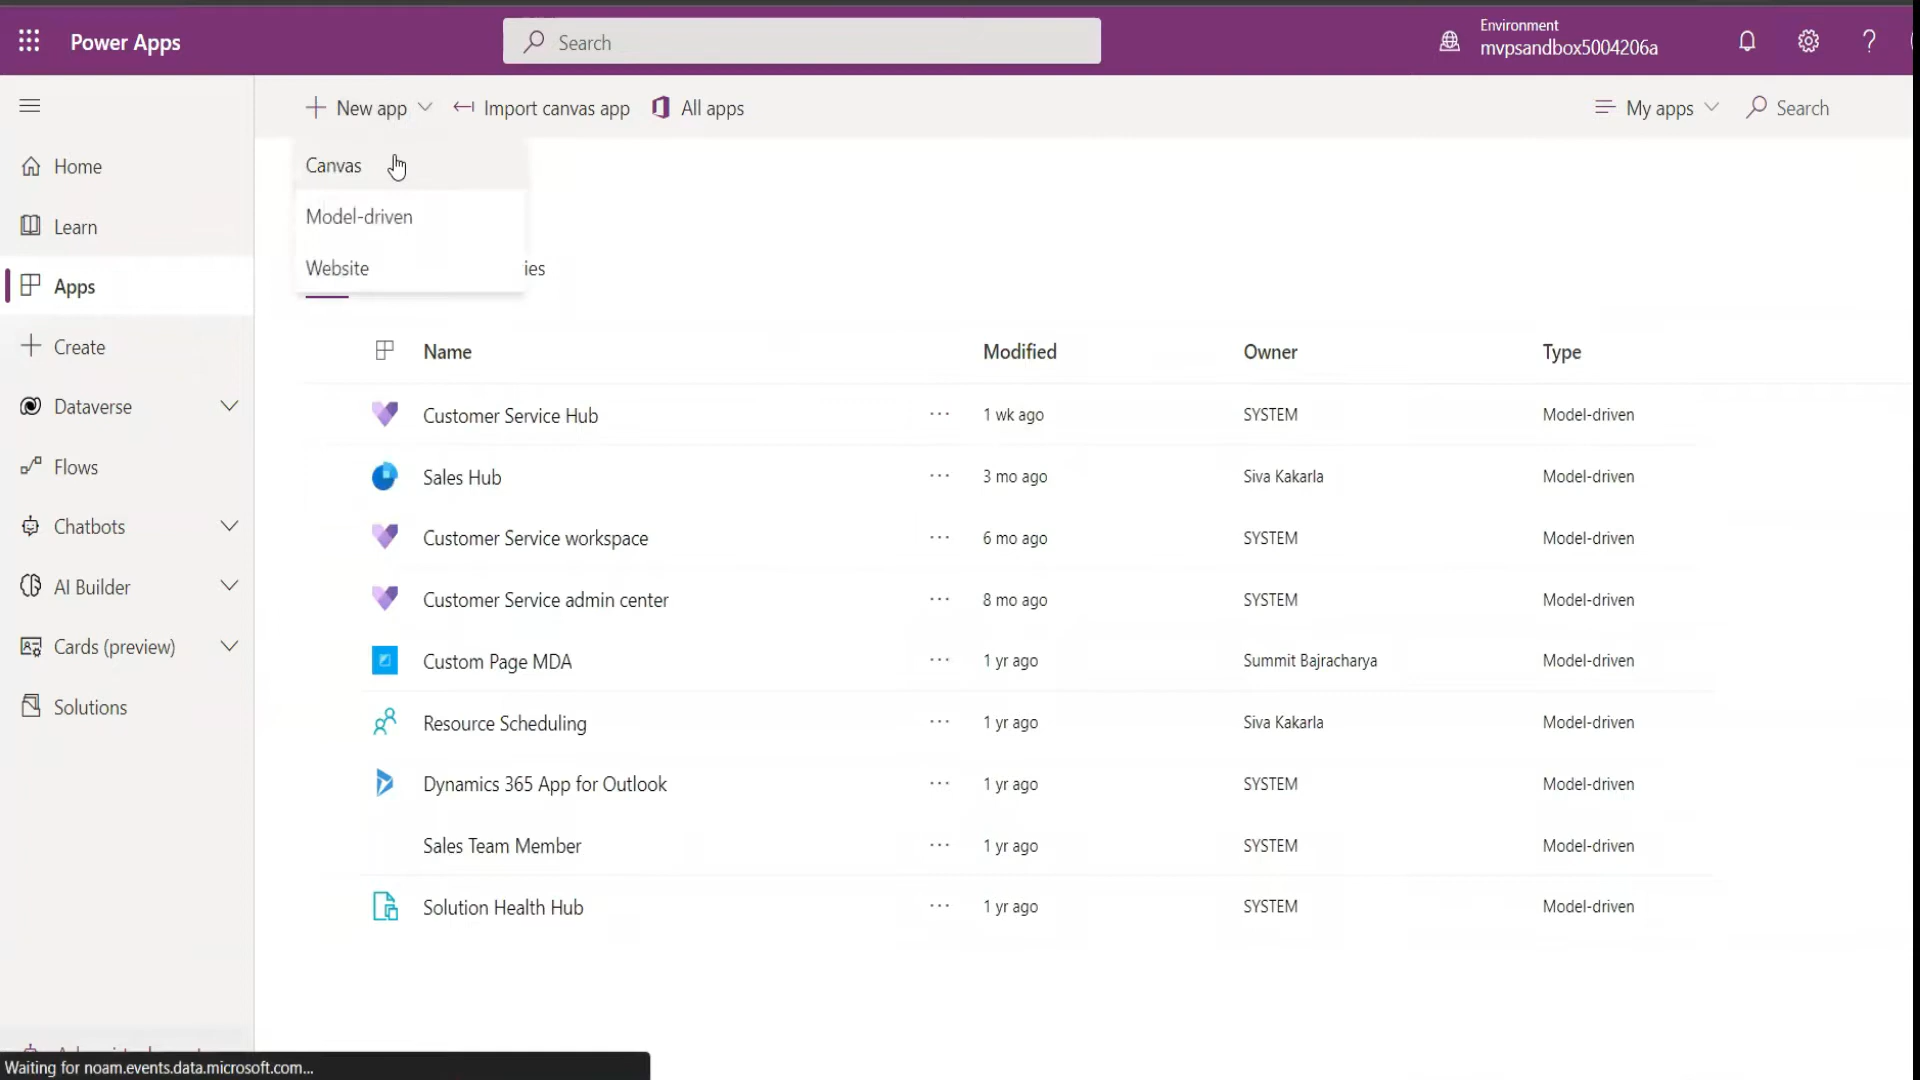 Power Apps
Search
Environment
mvpsandbox5004206a
New app
Import canvas app
All apps
My apps
Search
Home
Learn
Apps
Create
Dataverse
Flows
Chatbots
AI Builder
Cards (preview)
Solutions
Canvas
Model-driven
Website
ies
Name Modified Owner Type
Customer Service Hub ... 1 wk ago SYSTEM Model-driven
Sales Hub ... 3 mo ago Siva Kakarla Model-driven
Customer Service workspace ... 6 mo ago SYSTEM Model-driven
Customer Service admin center ... 8 mo ago SYSTEM Model-driven
Custom Page MDA ... 1 yr ago Summit Bajracharya Model-driven
Resource Scheduling ... 1 yr ago Siva Kakarla Model-driven
Dynamics 365 App for Outlook ... 1 yr ago SYSTEM Model-driven
Sales Team Member ... 1 yr ago SYSTEM Model-driven
Solution Health Hub ... 1 yr ago SYSTEM Model-driven
Waiting for noam.events.data.microsoft.com...